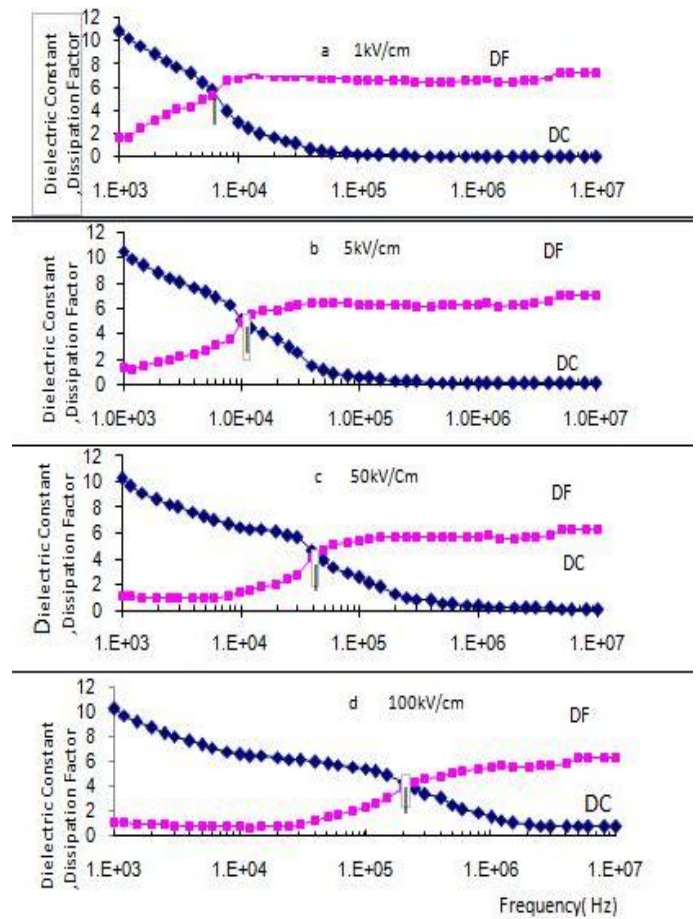 Dielectric Constant
,Dissipation Factor
12
10
8
6
4
2
0
a 1kV/cm
DF
DC
1.E+03 1.E+04 1.E+05 1.E+06 1.E+07
Dielectric Constant
,Dissipation Factor
12
10
8
6
4
2
0
b 5kV/cm
DF
DC
1.0E+03 1.0E+04 1.0E+05 1.0E+06 1.0E+07
Dielectric Constant
,Dissipation Factor
12
10
8
6
4
2
0
c 50kV/Cm
DF
DC
1.E+03 1.E+04 1.E+05 1.E+06 1.E+07
Dielectric Constant
,Dissipation Factor
12
10
8
6
4
2
0
d 100kV/cm
DF
DC
1.E+03 1.E+04 1.E+05 1.E+06 1.E+07
Frequency( Hz)